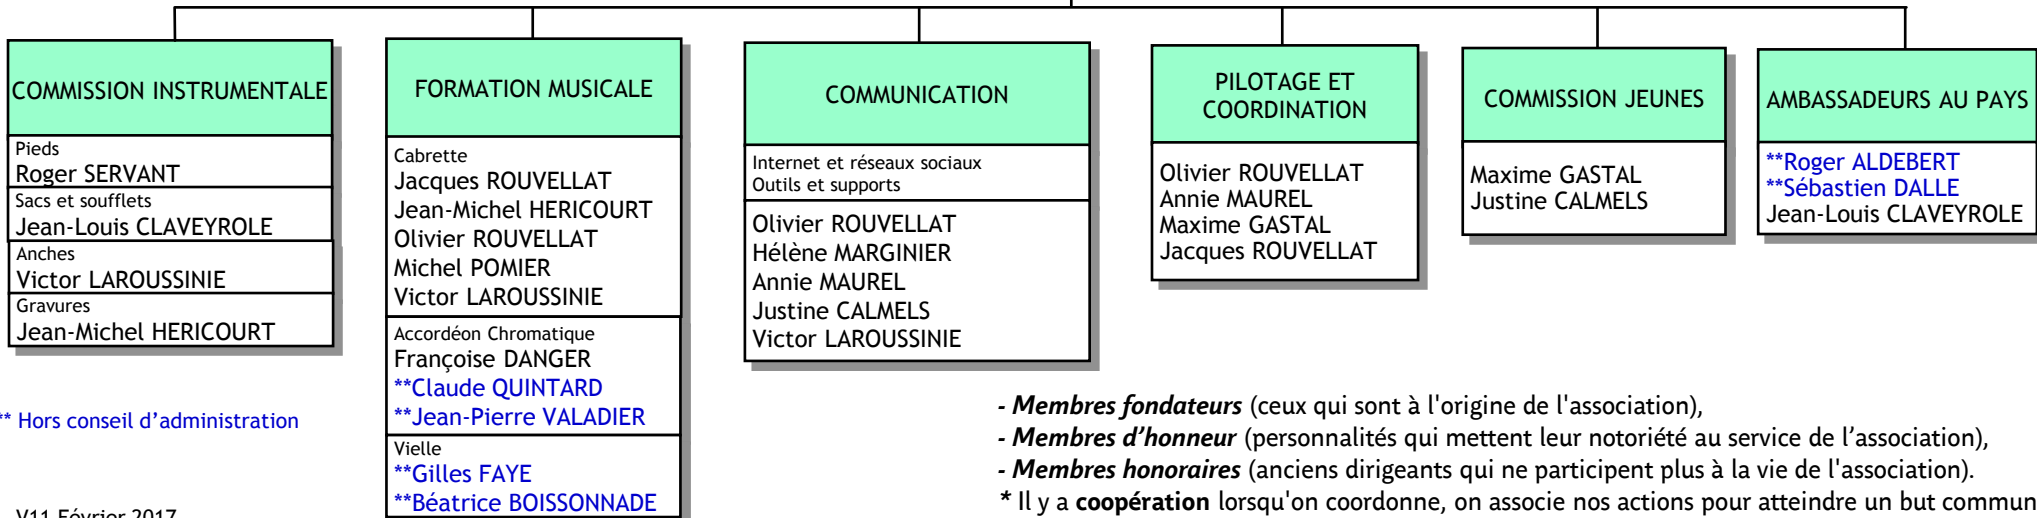 COMMISSION INSTRUMENTALE
Pieds
Roger SERVANT
Sacs et soufflets
Jean-Louis CLAVEYROLE
Anches
Victor LAROUSSINIE
Gravures
Jean-Michel HERICOURT
FORMATION MUSICALE
Cabrette
Jacques ROUVELLAT
Jean-Michel HERICOURT
Olivier ROUVELLAT
Michel POMIER
Victor LAROUSSINIE
Accordéon Chromatique
Françoise DANGER
**Claude QUINTARD
**Jean-Pierre VALADIER
Vielle
**Gilles FAYE
**Béatrice BOISSONNADE
COMMUNICATION
Internet et réseaux sociaux
Outils et supports
Olivier ROUVELLAT
Hélène MARGINIER
Annie MAUREL
Justine CALMELS
Victor LAROUSSINIE
PILOTAGE ET
COORDINATION
Olivier ROUVELLAT
Annie MAUREL
Maxime GASTAL
Jacques ROUVELLAT
COMMISSION JEUNES
Maxime GASTAL
Justine CALMELS
AMBASSADEURS AU PAYS
**Roger ALDEBERT
**Sébastien DALLE
Jean-Louis CLAVEYROLE
** Hors conseil d’administration
- Membres fondateurs (ceux qui sont à l'origine de l'association),
- Membres d’honneur (personnalités qui mettent leur notoriété au service de l’association),
- Membres honoraires (anciens dirigeants qui ne participent plus à la vie de l'association).
* Il y a coopération lorsqu'on coordonne, on associe nos actions pour atteindre un but commun
V11 Février 2017